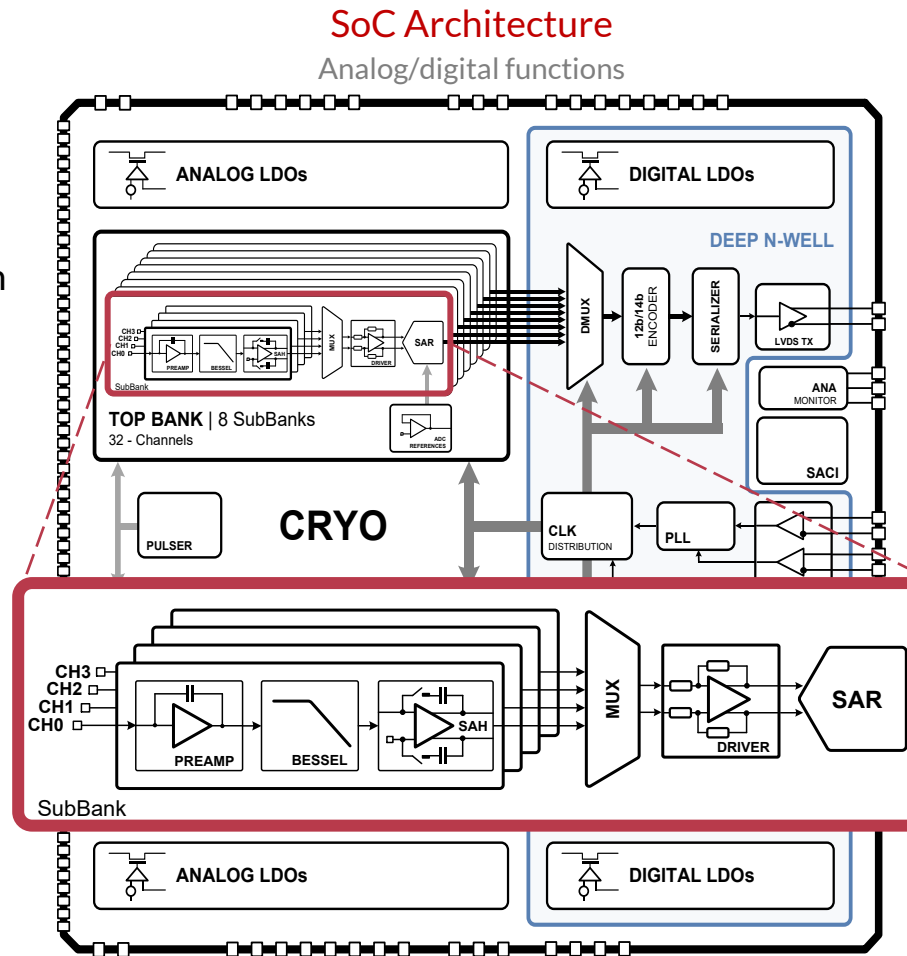 SoC Architecture
Analog/digital functions
ANALOG LDOs
DIGITAL LDOs
DEEP N-WELL
n
CH3
CH2
CH1
CH0
PREAMP
BESSEL
SAH
MUX
DRIVER
SAR
SubBank
DMUX
12b/14b
ENCODER
SERIALIZER
LVDS TX
TOP BANK | 8 SubBanks
32 - Channels
ADC
REFERENCES
ANA
MONITOR
SACI
PULSER
CRYO
CLK
DISTRIBUTION
PLL
CH3
CH2
CH1
CH0
PREAMP
BESSEL
SAH
MUX
DRIVER
SAR
SubBank
ANALOG LDOs
DIGITAL LDOs